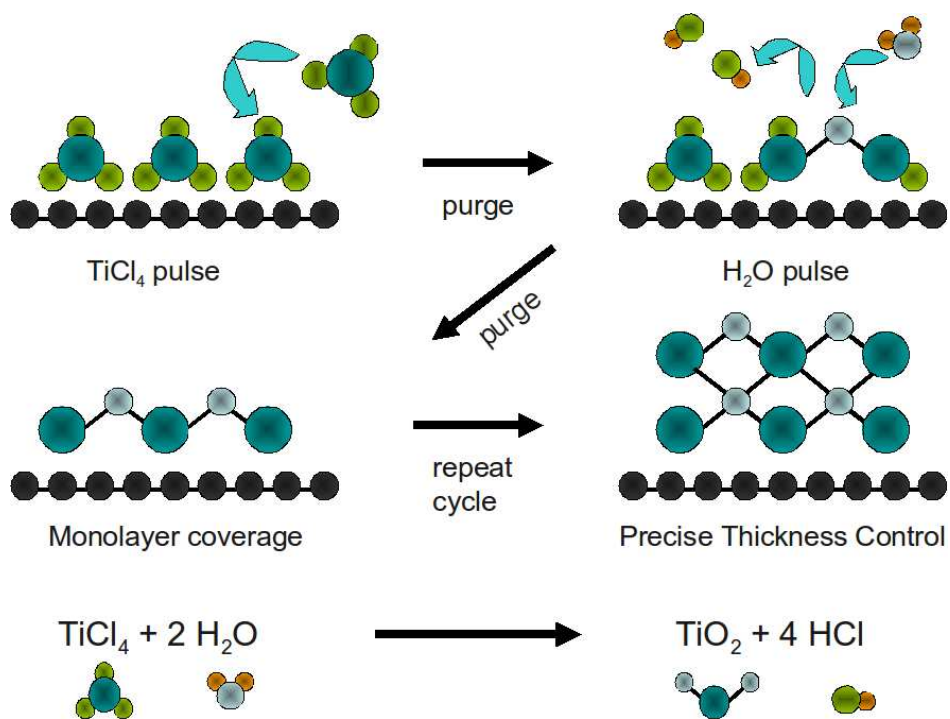 purge
TiCl₄ pulse
H₂O pulse
purge
repeat
cycle
Monolayer coverage
Precise Thickness Control
TiCl₄ + 2 H₂O
TiO₂ + 4 HCl